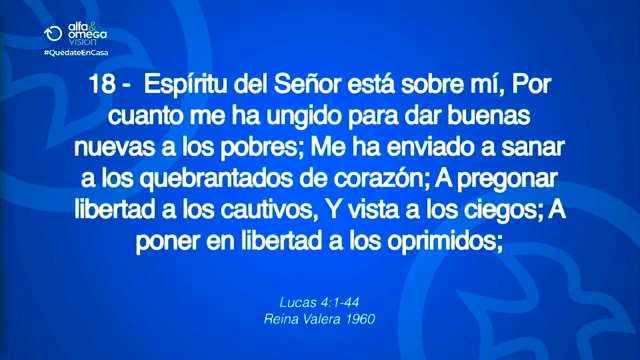 alfa&
omega
visión
#QuédateEnCasa
18 - Espíritu del Señor está sobre mí, Por
cuanto me ha ungido para dar buenas
nuevas a los pobres; Me ha enviado a sanar
a los quebrantados de corazón; A pregonar
libertad a los cautivos, Y vista a los ciegos; A
poner en libertad a los oprimidos;
Lucas 4:1-44
Reina Valera 1960